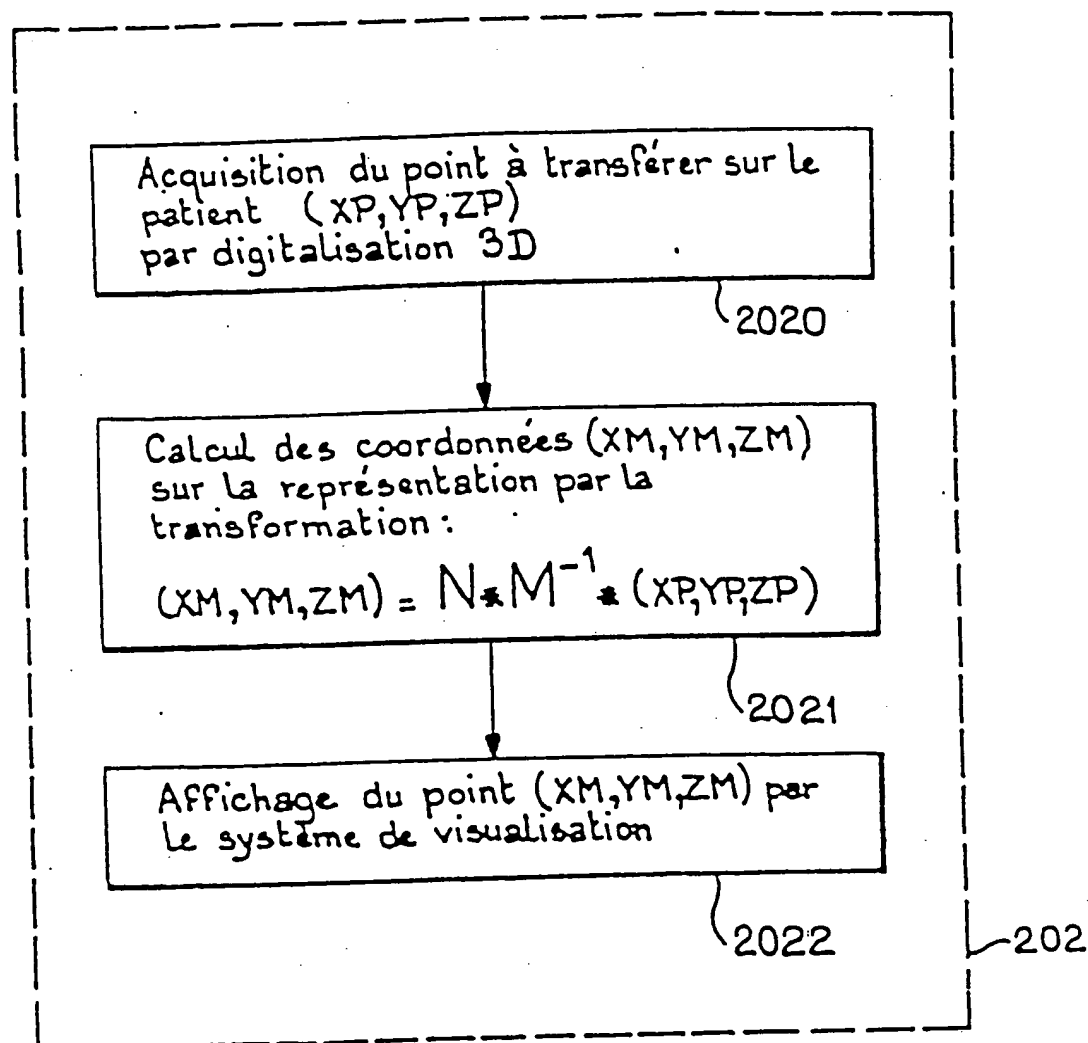 Acquisition du point à transférer sur le
patient (XP,YP,ZP)
par digitalisation 3D
2020
Calcul des coordonnées (XM,YM,ZM)
sur la représentation par la
transformation :
(XM,YM,ZM) = N * M⁻¹ * (XP,YP,ZP)
2021
Affichage du point (XM,YM,ZM) par
le système de visualisation
2022
202